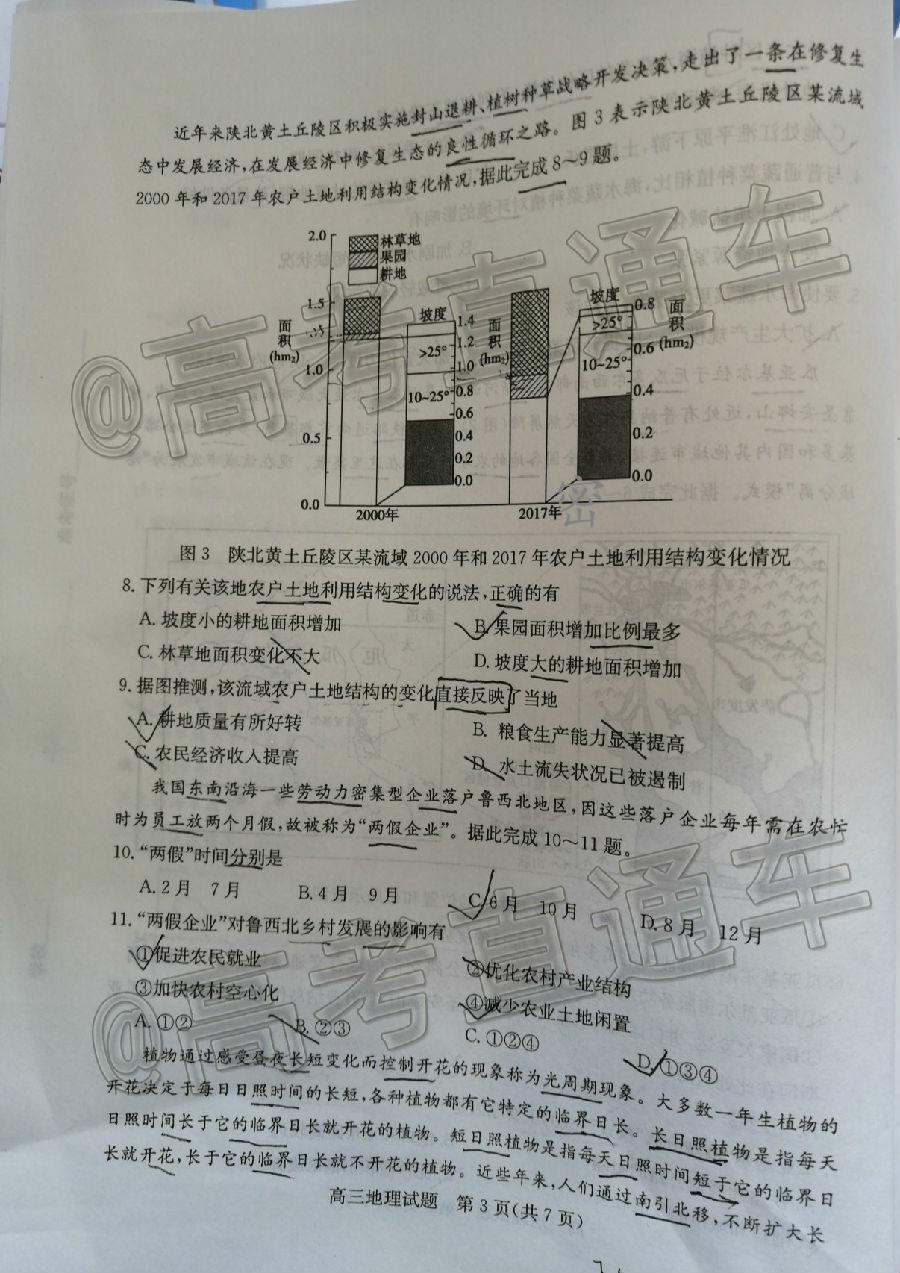 近年来陕北黄土丘陵区积极实施封山退耕、植树种草战略开发决策，走出了一条在修复生
态中发展经济，在发展经济中修复生态的良性循环之路。图3表示陕北黄土丘陵区某流域
2000年和2017年农户土地利用结构变化情况，据此完成8～9题。
2.0
1.5
1.0
0.5
0.0
面积(hm₂)
林草地
果园
耕地
坡度
>25°
10~25°
1.4
1.2
1.0
0.8
0.6
0.4
0.2
0.0
2000年
面积(hm₂)
坡度
>25°
10~25°
0.8
0.6
0.4
0.2
0.0
面积(hm₂)
2017年
密
图3 陕北黄土丘陵区某流域2000年和2017年农户土地利用结构变化情况
8.下列有关该地农户土地利用结构变化的说法，正确的有
A.坡度小的耕地面积增加 B.果园面积增加比例最多
C.林草地面积变化不大 D.坡度大的耕地面积增加
9.据图推测，该流域农户土地结构的变化直接反映了当地
A.耕地质量有所好转 B.粮食生产能力显著提高
C.农民经济收入提高 D.水土流失状况已被遏制
我国东南沿海一些劳动力密集型企业落户鲁西北地区，因这些落户企业每年需在农忙
时为员工放两个月假，故被称为“两假企业”。据此完成10～11题。
10.“两假”时间分别是
A.2月 7月 B.4月 9月 C.6月 10月 D.8月 12月
11.“两假企业”对鲁西北乡村发展的影响有
①促进农民就业 ②优化农村产业结构
③加快农村空心化 ④减少农业土地闲置
A.①② B.②③ C.①②④ D.①③④
植物通过感受昼夜长短变化而控制开花的现象称为光周期现象。大多数一年生植物的
开花决定于每日日照时间的长短，各种植物都有它特定的临界日长。长日照植物是指每天
日照时间长于它的临界日长就开花的植物。短日照植物是指每天日照时间短于它的临界日
长就开花，长于它的临界日长就不开花的植物。近些年来，人们通过南引北移，不断扩大长
高三地理试题 第3页(共7页)
@高考直通车
@高考直通车